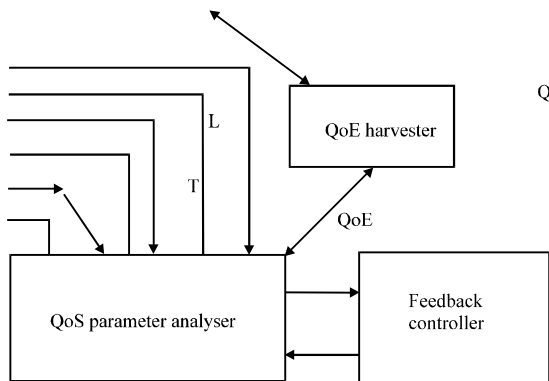 Q
L
QoE harvester
T
QoE
QoS parameter analyser
Feedback
controller